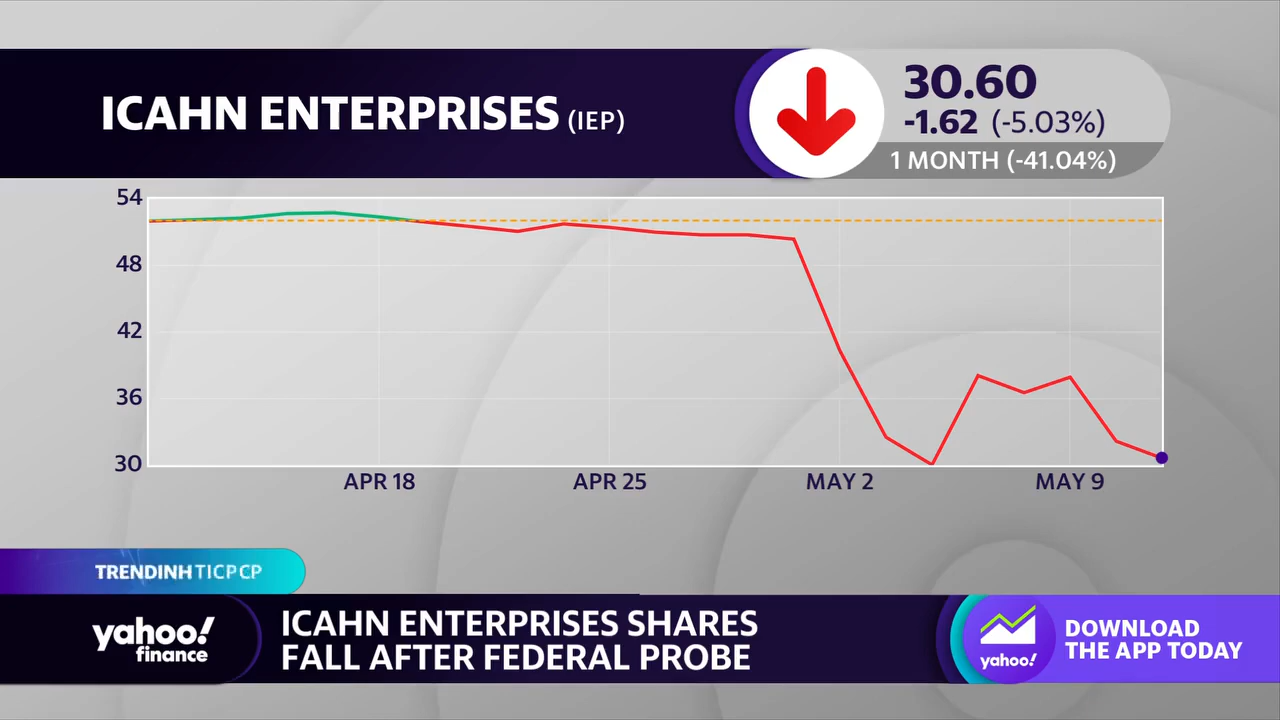 ICAHN ENTERPRISES (IEP)
30.60
-1.62 (-5.03%)
1 MONTH (-41.04%)
54
48
42
36
30
APR 18
APR 25
MAY 2
MAY 9
yahoo!
finance
ICAHN ENTERPRISES SHARES
FALL AFTER FEDERAL PROBE
yahoo!
DOWNLOAD
THE APP TODAY